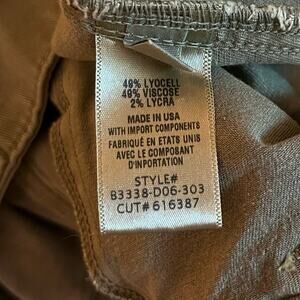 49% LYOCELL
49% VISCOSE
2% LYCRA
MADE IN USA
WITH IMPORT COMPONENTS
FABRIQUÉ EN ETATS UNIS
AVEC LE COMPOSANT
D'IMPORTATION
STYLE#
B3338-D06-303
CUT# 616387